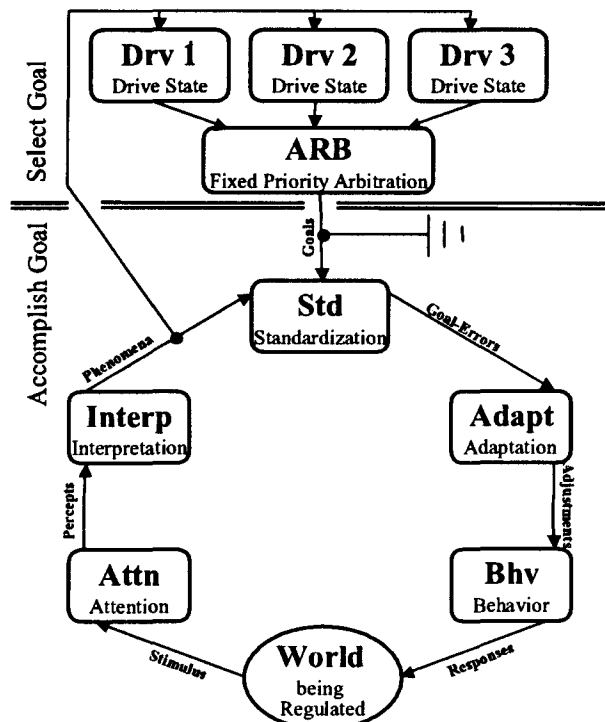 Select Goal
Drv 1
Drive State
Drv 2
Drive State
Drv 3
Drive State
ARB
Fixed Priority Arbitration
Accomplish Goal
Goals
Std
Standardization
Phenomena
Goal-Errors
Interp
Interpretation
Adapt
Adaptation
Percepts
Adjustments
Attn
Attention
Bhv
Behavior
Stimulus
World
being
Regulated
Responses